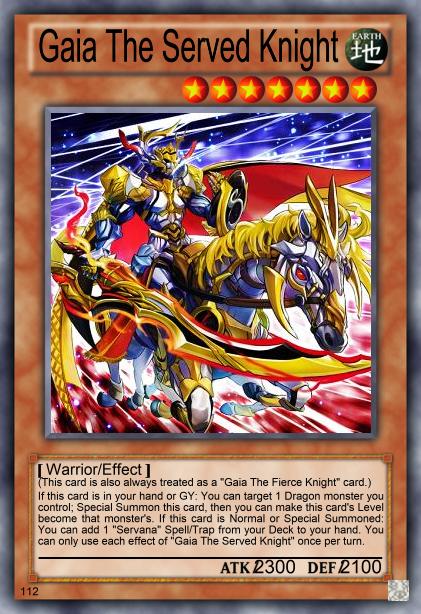 Gaia The Served Knight
EARTH
地
[ Warrior/Effect ]
(This card is also always treated as a "Gaia The Fierce Knight" card.)
If this card is in your hand or GY: You can target 1 Dragon monster you
control; Special Summon this card, then you can make this card's Level
become that monster's. If this card is Normal or Special Summoned:
You can add 1 "Servana" Spell/Trap from your Deck to your hand. You
can only use each effect of "Gaia The Served Knight" once per turn.
ATK 2300 DEF 2100
112